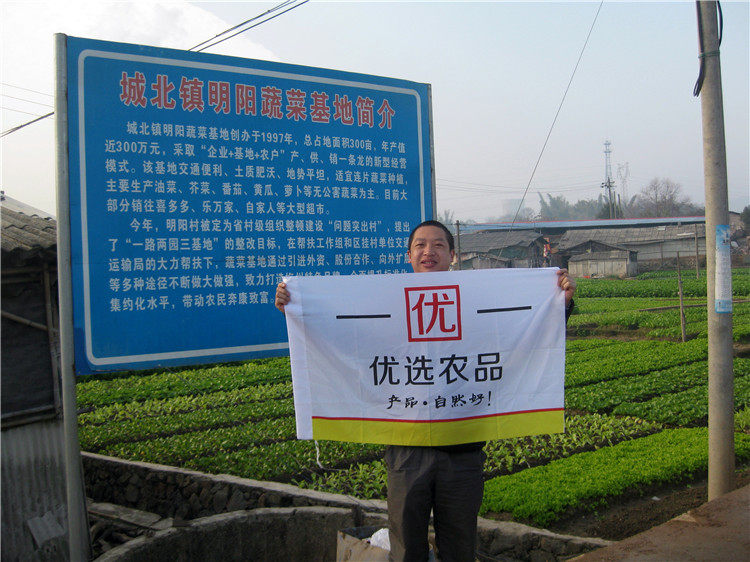 城北镇明阳蔬菜基地简介
城北镇明阳蔬菜基地创办于1997年，总占地面积300亩，年产值
近300万元，采取“企业+基地+农户”产、供、销一条龙的新型经营
模式。该基地交通便利、土质肥沃、地势平坦，适宜连片蔬菜种植，
主要生产油菜、芥菜、番茄、黄瓜、萝卜等无公害蔬菜为主。目前大
部分销往喜多多、乐万家、自家人等大型超市。
今年，明阳村被定为省村级组织整顿建设“问题突出村”，提出
了“一路两园三基地”的整改目标，在帮扶工作组和区挂村单位交
通运输局的大力帮扶下，蔬菜基地通过引进外资、股份合作、向外扩展
等多种途径不断做大做强，致力打造
集约化水平，带动农民奔康致富
优
优选农品
产品·自然好！